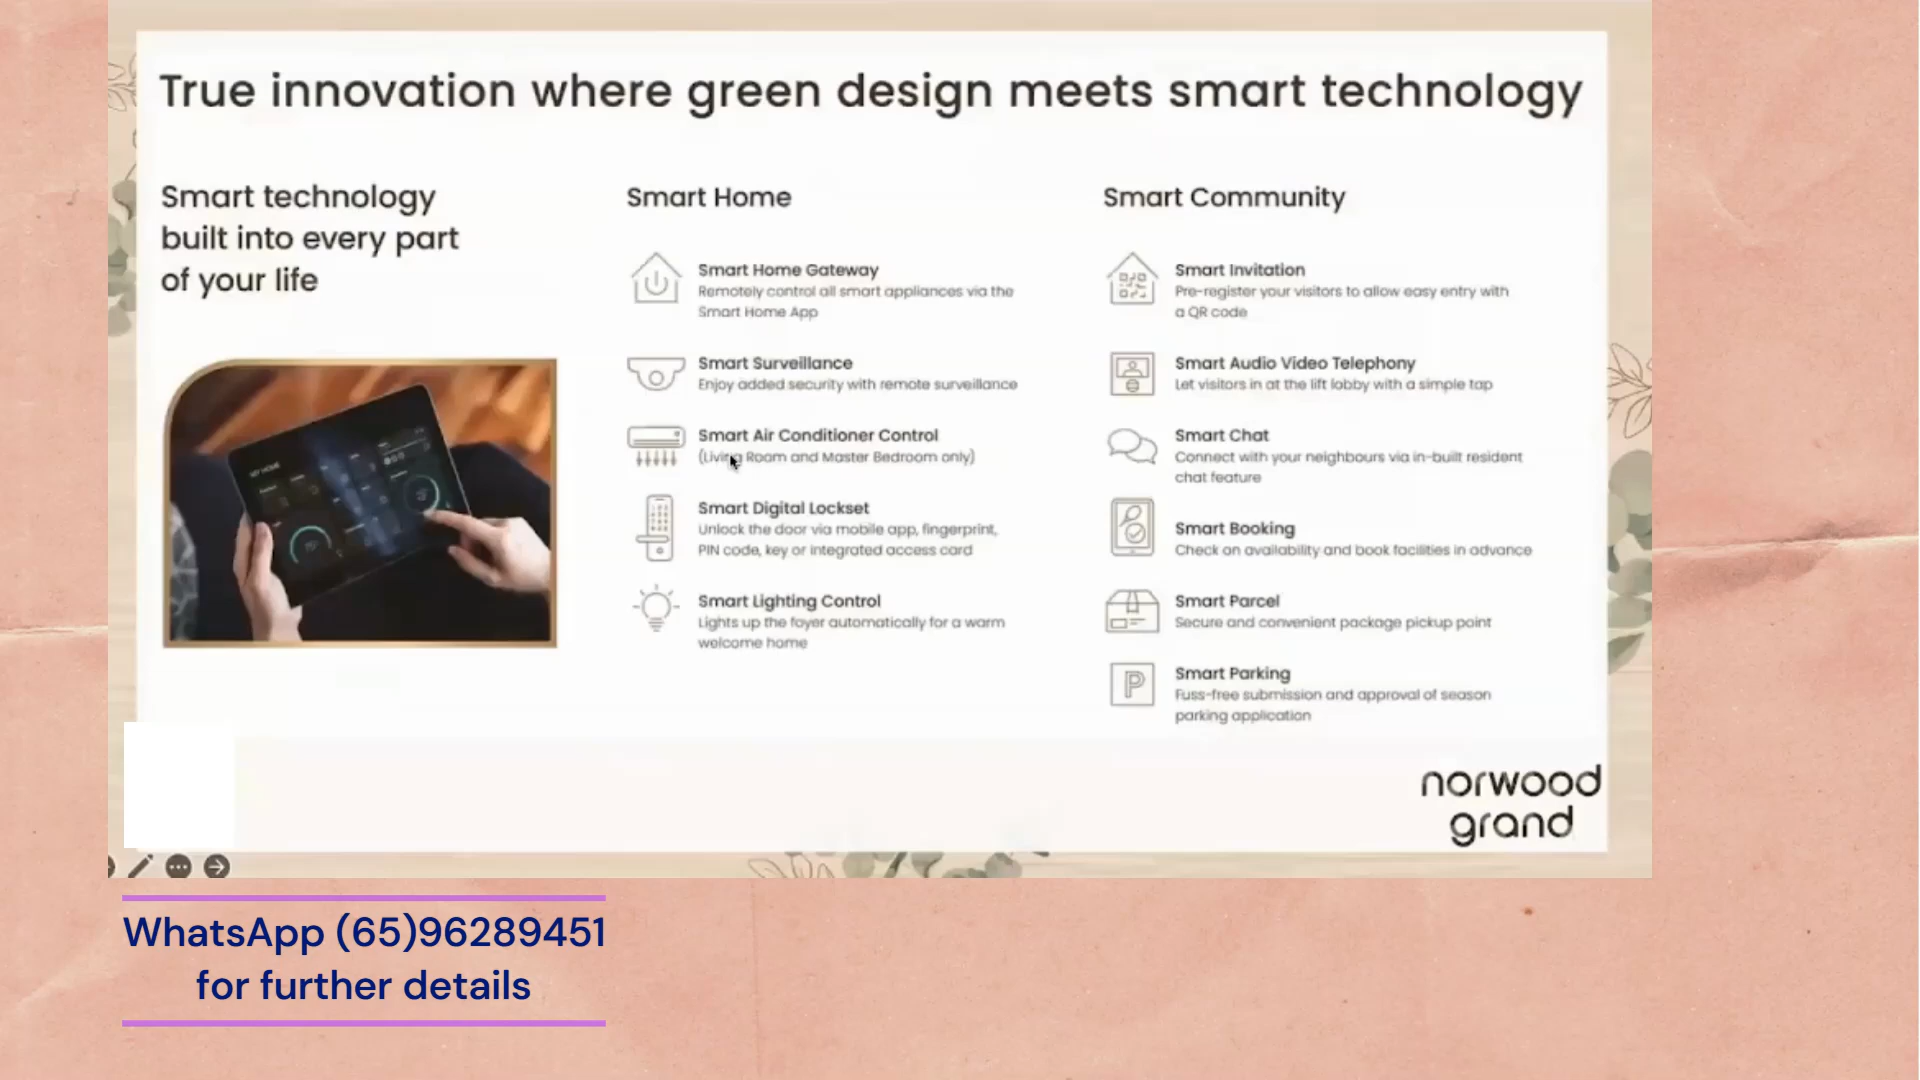 True innovation where green design meets smart technology
Smart technology
built into every part
of your life
Smart Home
Smart Home Gateway
Remotely control all smart appliances via the
Smart Home App
Smart Surveillance
Enjoy added security with remote surveillance
Smart Air Conditioner Control
(Living Room and Master Bedroom only)
Smart Digital Lockset
Unlock the door via mobile app, fingerprint,
PIN code, key or integrated access card
Smart Lighting Control
Lights up the foyer automatically for a warm
welcome home
Smart Community
Smart Invitation
Pre-register your visitors to allow easy entry with
a QR code
Smart Audio Video Telephony
Let visitors in at the lift lobby with a simple tap
Smart Chat
Connect with your neighbours via in-built resident
chat feature
Smart Booking
Check on availability and book facilities in advance
Smart Parcel
Secure and convenient package pickup point
P
Smart Parking
Fuss-free submission and approval of season
parking application
norwood
grand
WhatsApp (65)96289451
for further details